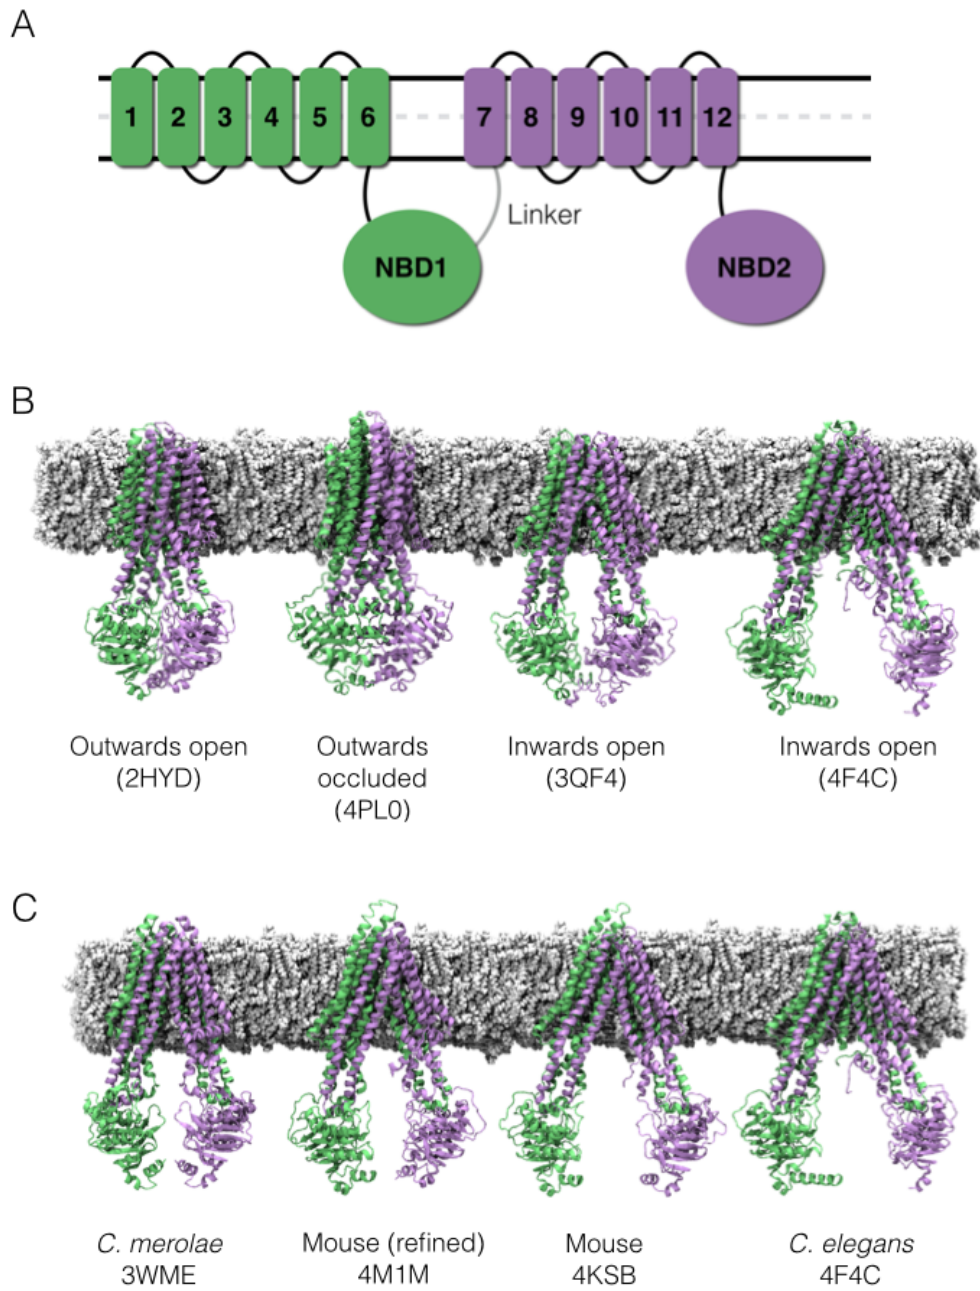 A
1 2 3 4 5 6 7 8 9 10 11 12
Linker
NBD1 NBD2
B
Outwards open Outwards Inwards open Inwards open
(2HYD) occluded (3QF4) (4F4C)
(4PL0)
C
C. merolae Mouse (refined) Mouse C. elegans
3WME 4M1M 4KSB 4F4C